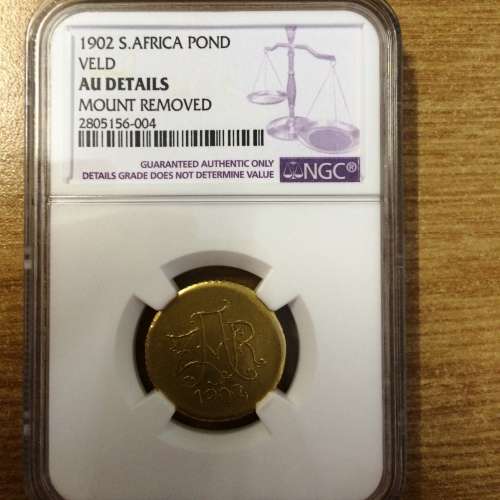 1902 S.AFRICA POND
VELD
AU DETAILS
MOUNT REMOVED
2805156-004
GUARANTEED AUTHENTIC ONLY
DETAILS GRADE DOES NOT DETERMINE VALUE
NGC®